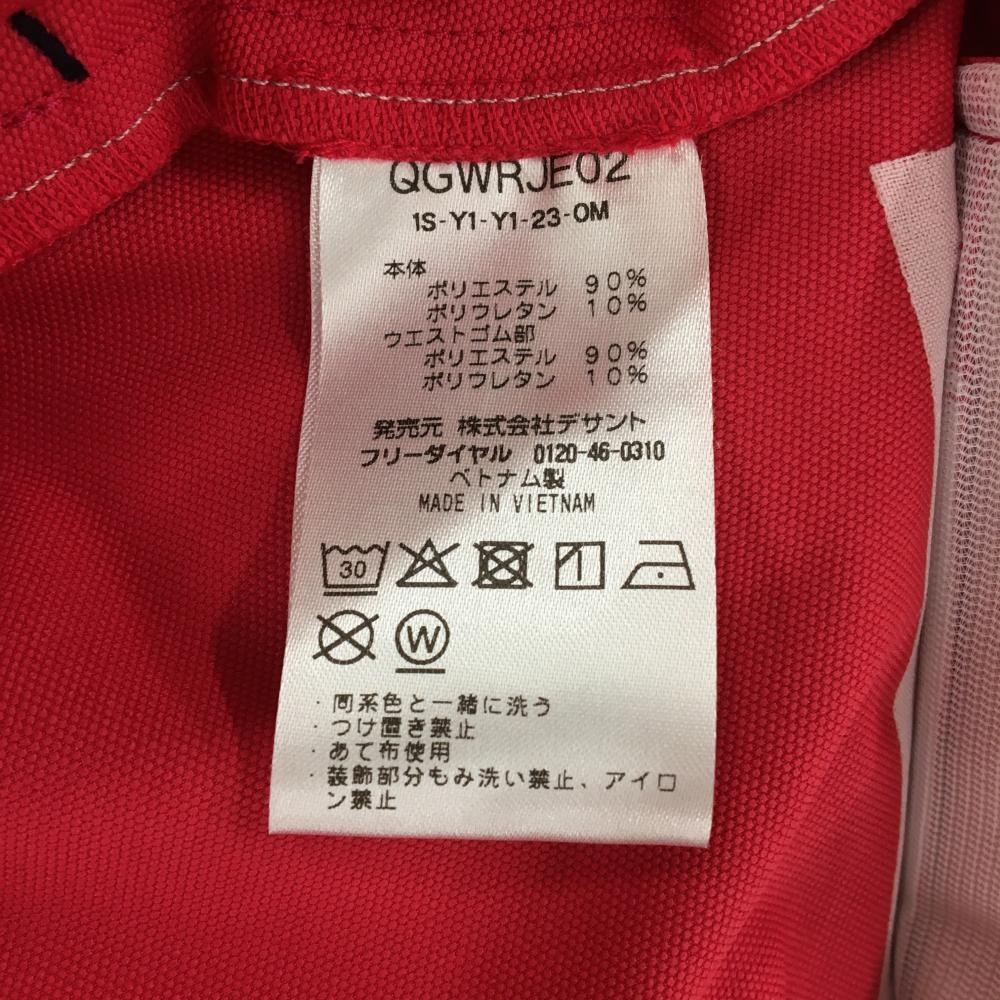 QGWRJE02
1S-Y1-Y1-23-0M
本体
ポリエステル 90%
ポリウレタン 10%
ウエストゴム部
ポリエステル 90%
ポリウレタン 10%
発売元 株式会社デサント
フリーダイヤル 0120-46-0310
ベトナム製
MADE IN VIETNAM
30
W
・同系色と一緒に洗う
・つけ置き禁止
・あて布使用
・装飾部分もみ洗い禁止、アイロ
ン禁止